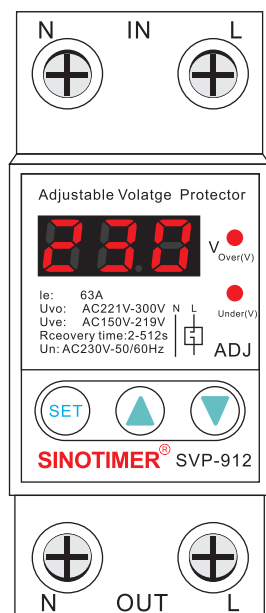 N IN L
Adjustable Volatge Protector
230 V
Over(V)
Ie: 63A
Uvo: AC221V-300V N L
Uve: AC150V-219V
Under(V)
Rceovery time:2-512s
Un: AC230V-50/60Hz
ADJ
SET
SINOTIMER® SVP-912
N OUT L